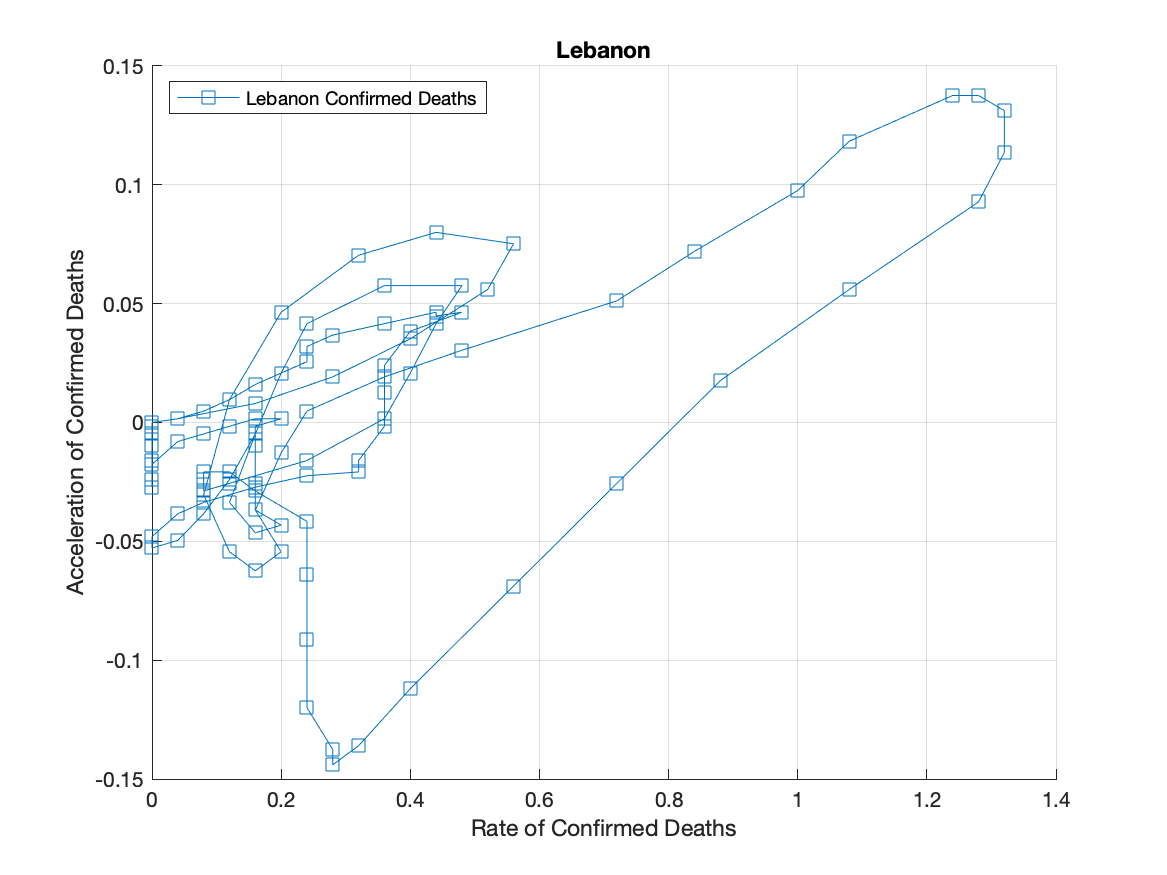 Lebanon
Lebanon Confirmed Deaths
Acceleration of Confirmed Deaths
0.15
0.1
0.05
0
-0.05
-0.1
-0.15
0 0.2 0.4 0.6 0.8 1 1.2 1.4
Rate of Confirmed Deaths